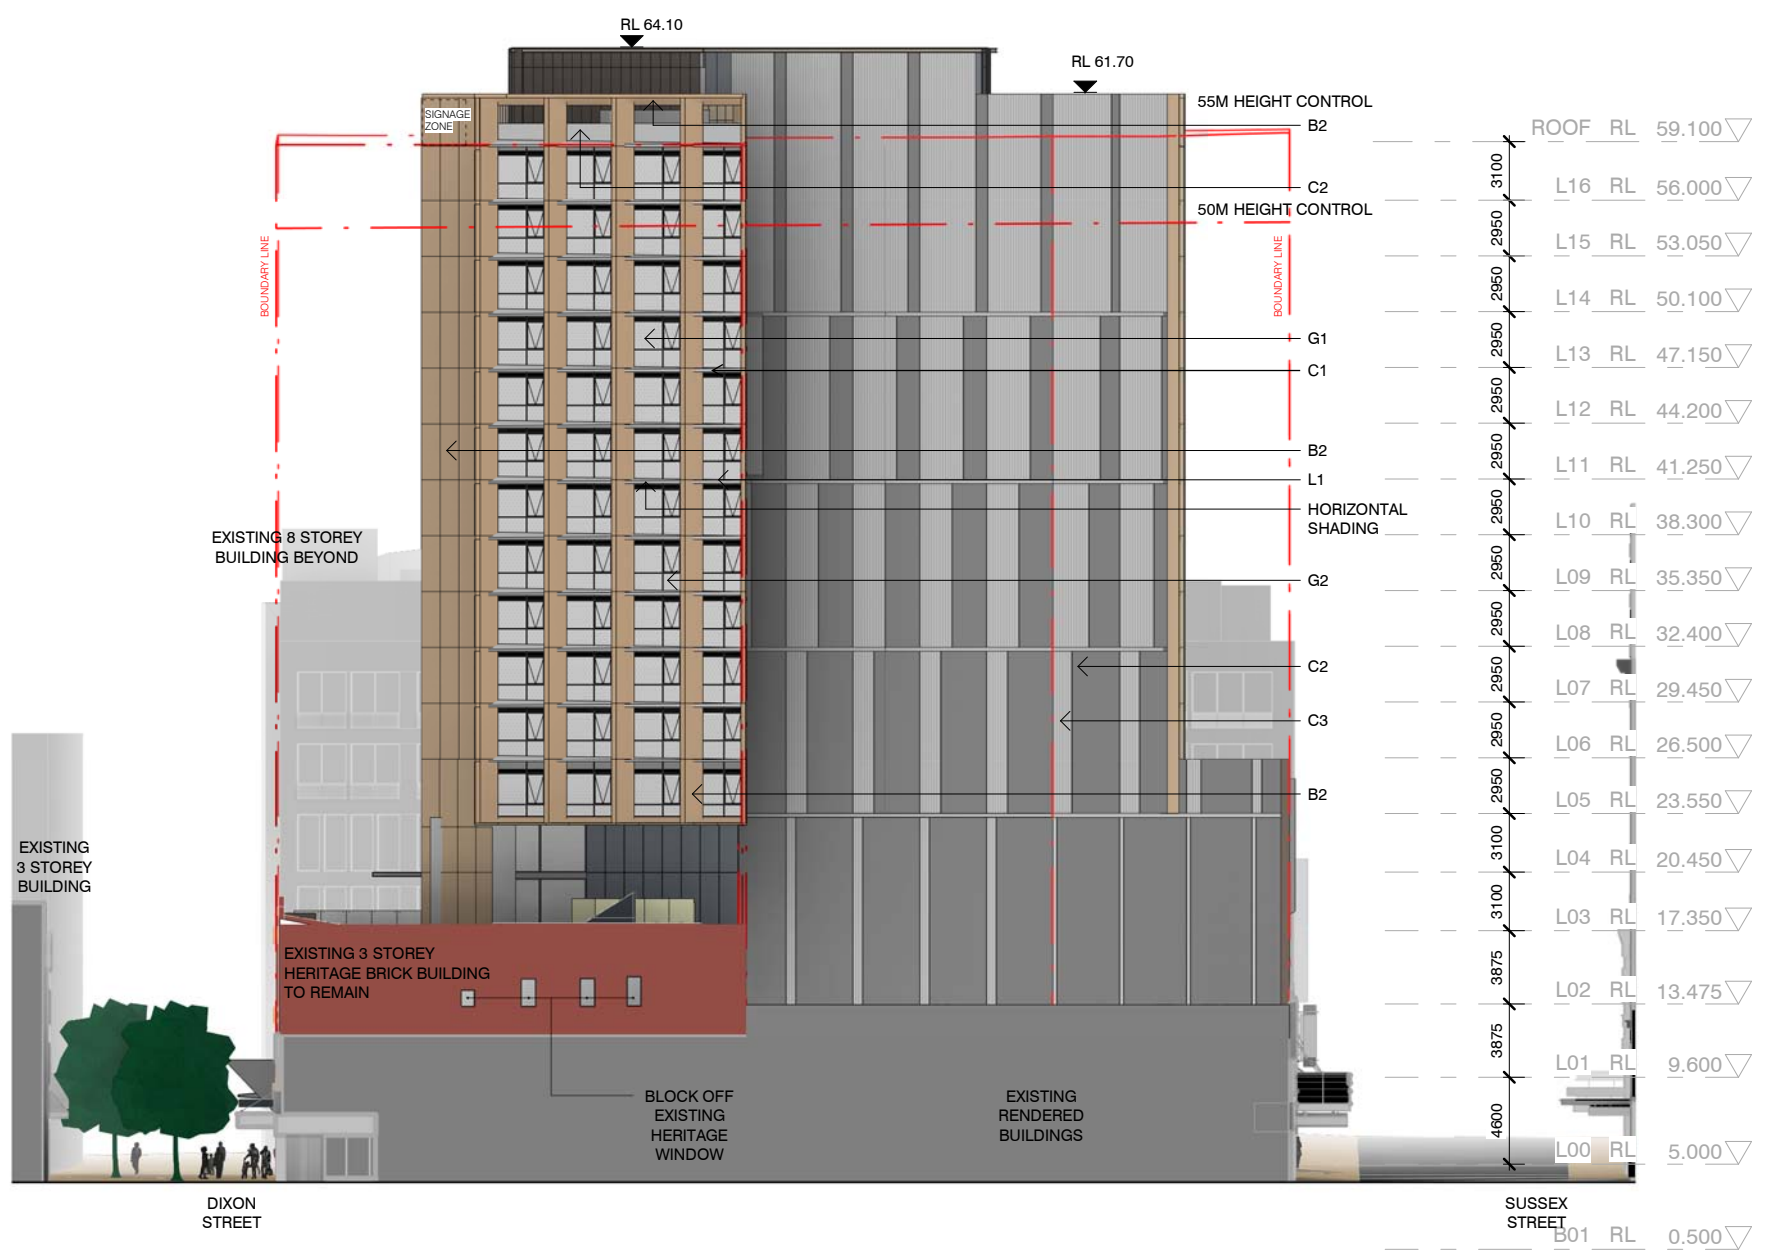 RL 64.10
RL 61.70
SIGNAGE
ZONE
55M HEIGHT CONTROL
B2
C2
50M HEIGHT CONTROL
BOUNDARY LINE
BOUNDARY LINE
G1
C1
B2
L1
HORIZONTAL
SHADING
G2
C2
C3
B2
EXISTING 8 STOREY
BUILDING BEYOND
EXISTING
3 STOREY
BUILDING
EXISTING 3 STOREY
HERITAGE BRICK BUILDING
TO REMAIN
BLOCK OFF
EXISTING
HERITAGE
WINDOW
EXISTING
RENDERED
BUILDINGS
DIXON
STREET
SUSSEX
STREET
ROOF RL 59.100
3100
L16 RL 56.000
2950
L15 RL 53.050
2950
L14 RL 50.100
2950
L13 RL 47.150
2950
L12 RL 44.200
2950
L11 RL 41.250
2950
L10 RL 38.300
2950
L09 RL 35.350
2950
L08 RL 32.400
2950
L07 RL 29.450
2950
L06 RL 26.500
2950
L05 RL 23.550
3100
L04 RL 20.450
3100
L03 RL 17.350
3875
L02 RL 13.475
3875
L01 RL 9.600
4600
L00 RL 5.000
B01 RL 0.500